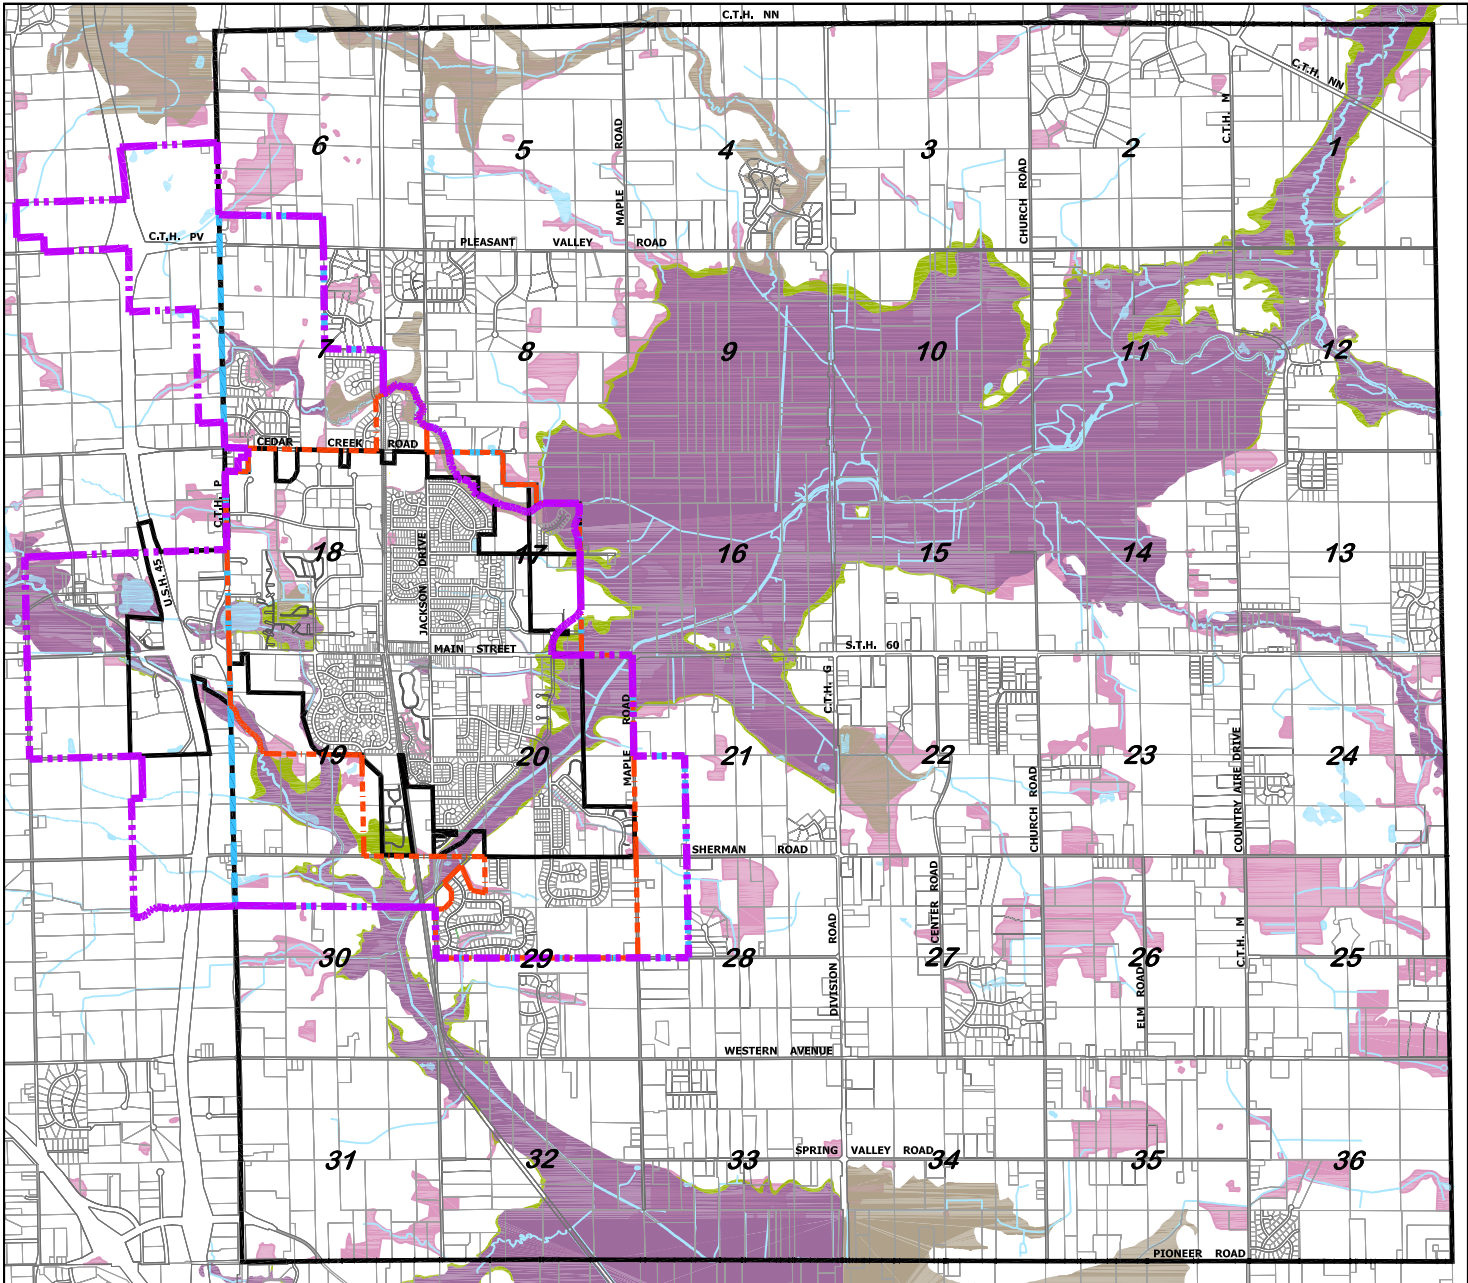 C.T.H. NN
C.T.H. NN
C.T.H. M
6
5
MAPLE ROAD
4
3
CHURCH ROAD
2
1
C.T.H. PV
PLEASANT VALLEY ROAD
7
8
9
10
11
12
CEDAR CREEK ROAD
C.T.H. P
U.S.H. 45
18
JACKSON DRIVE
17
16
15
14
13
MAIN STREET
S.T.H. 60
C.T.H. G
19
20
MAPLE ROAD
21
22
CHURCH ROAD
23
COUNTRY AIRE DRIVE
24
SHERMAN ROAD
30
29
28
DIVISION ROAD
CENTER ROAD
27
ELM ROAD
26
C.T.H. M
25
WESTERN AVENUE
31
32
33
SPRING VALLEY ROAD
34
35
36
PIONEER ROAD